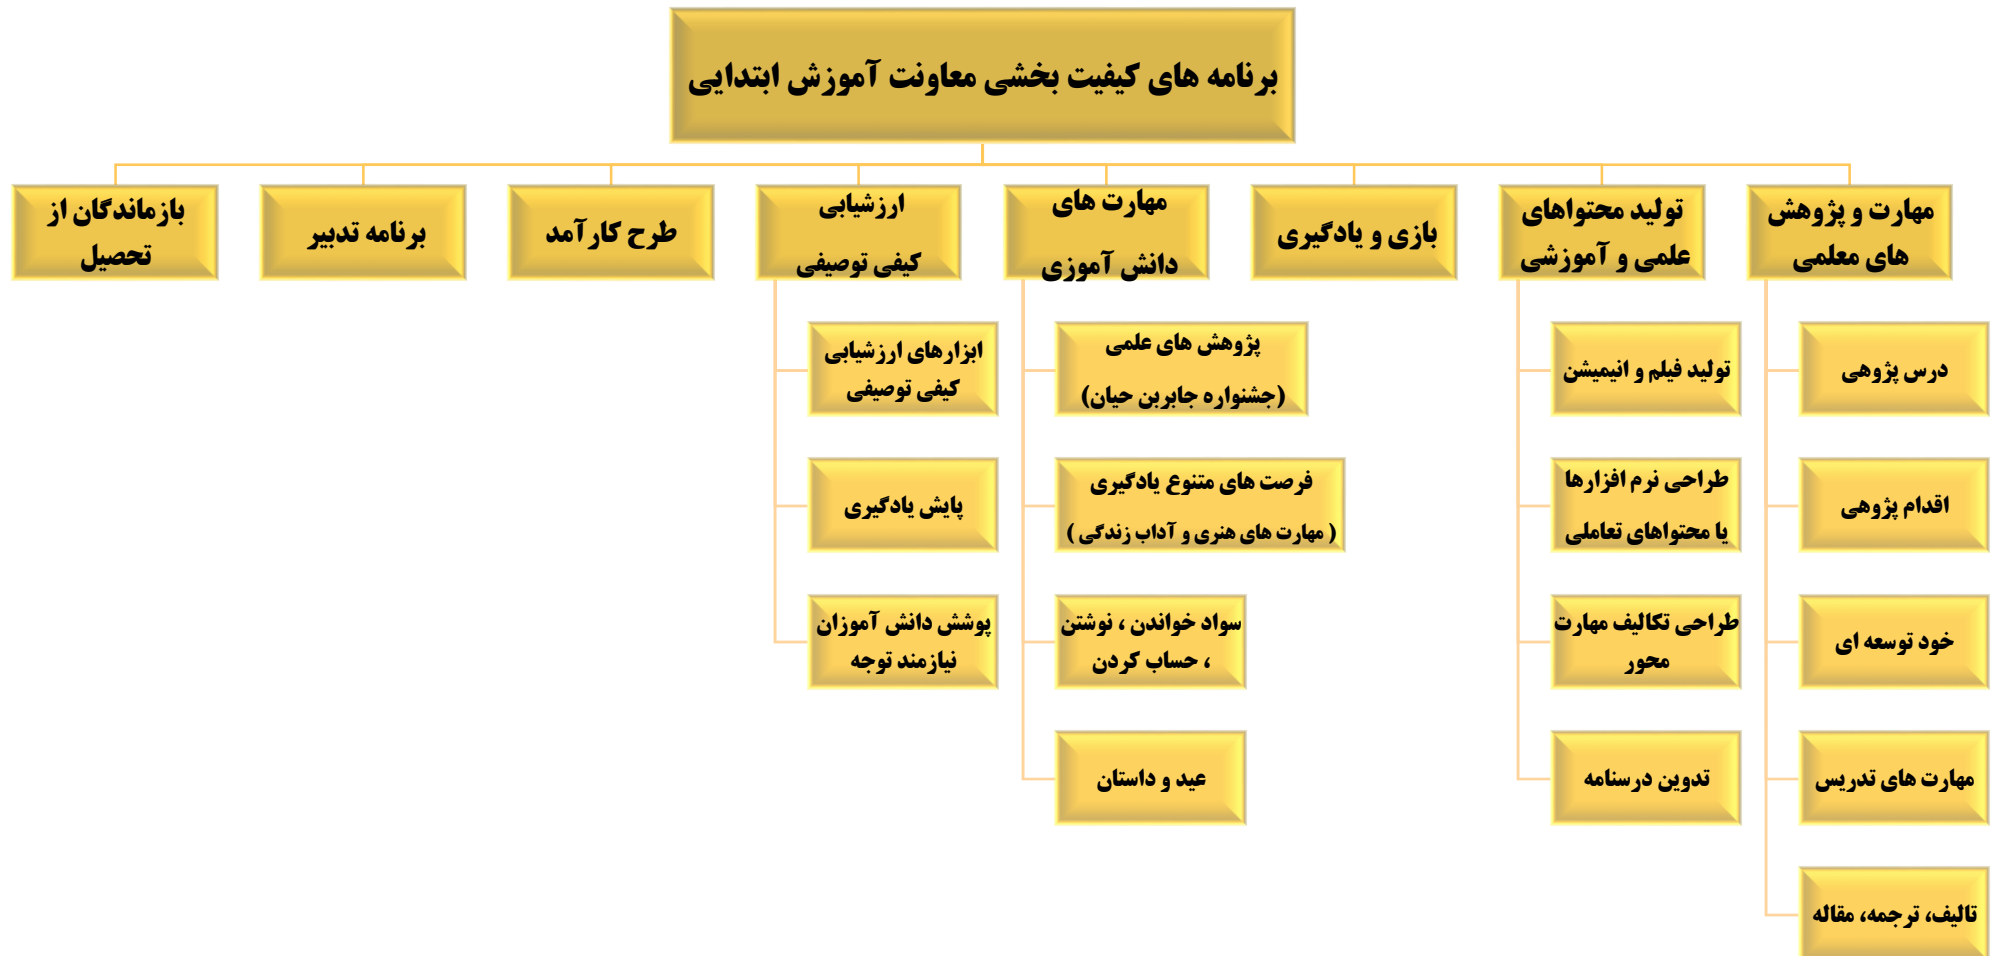 برنامه های کیفیت بخشی معاونت آموزش ابتدایی
مهارت و پژوهش
های معلمی
درس پژوهی
اقدام پژوهی
خود توسعه ای
مهارت های تدریس
تالیف، ترجمه، مقاله
تولید محتواهای
علمی و آموزشی
تولید فیلم و انیمیشن
طراحی نرم افزارها
یا محتواهای تعاملی
طراحی تکالیف مهارت
محور
تدوین درسنامه
بازی و یادگیری
مهارت های
دانش آموزی
پژوهش های علمی
(جشنواره جابربن حیان)
فرصت های متنوع یادگیری
( مهارت های هنری و آداب زندگی )
سواد خواندن ، نوشتن
، حساب کردن
عید و داستان
ارزشیابی
کیفی توصیفی
ابزارهای ارزشیابی
کیفی توصیفی
پایش یادگیری
پوشش دانش آموزان
نیازمند توجه
طرح کارآمد
برنامه تدبیر
بازماندگان از
تحصیل